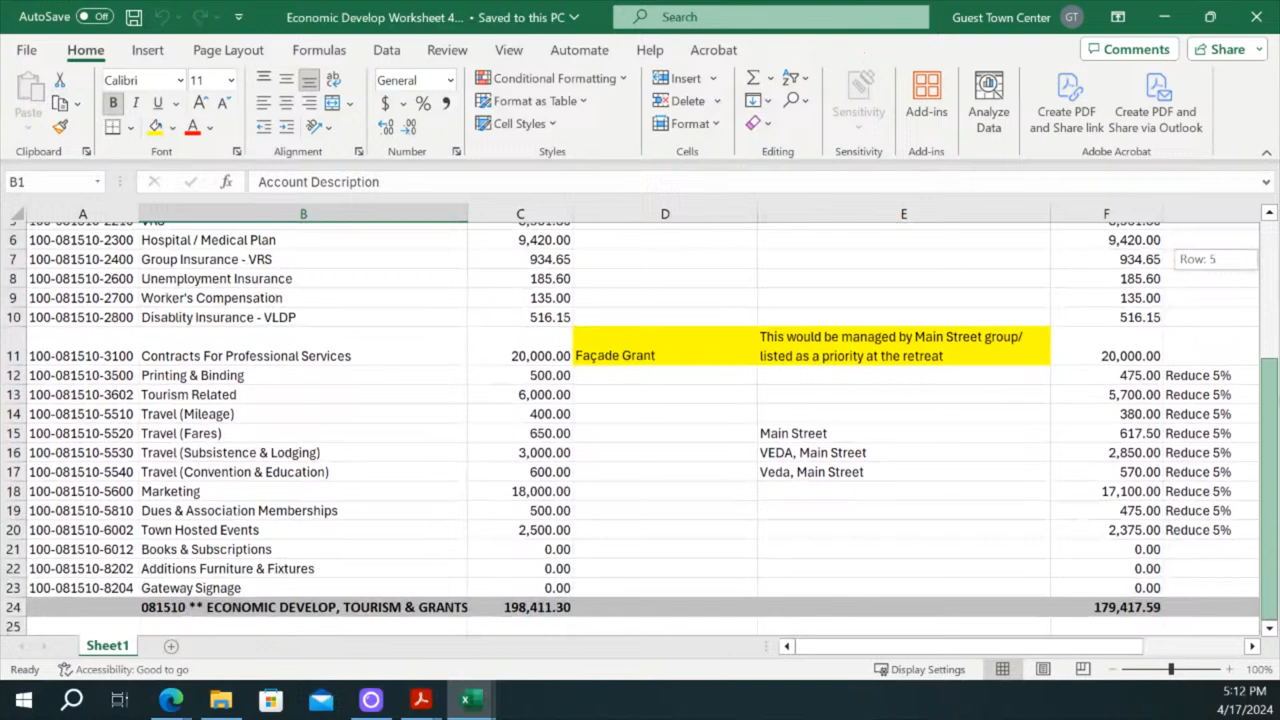 AutoSave Off Economic Develop Worksheet 4... • Saved to this PC Search Guest Town Center GT
File Home Insert Page Layout Formulas Data Review View Automate Help Acrobat Comments Share
Paste Calibri 11 General Conditional Formatting Insert Sensitivity Add-ins Analyze Data Create PDF and Share link Create PDF and Share via Outlook
B I U $ % Format as Table Delete
Cell Styles Format
Clipboard Font Alignment Number Styles Cells Editing Sensitivity Add-ins Adobe Acrobat
B1 fx Account Description
A B C D E F
6 100-081510-2300 Hospital / Medical Plan 9,420.00 9,420.00
7 100-081510-2400 Group Insurance - VRS 934.65 934.65 Row: 5
8 100-081510-2600 Unemployment Insurance 185.60 185.60
9 100-081510-2700 Worker's Compensation 135.00 135.00
10 100-081510-2800 Disablity Insurance - VLDP 516.15 516.15
This would be managed by Main Street group/
11 100-081510-3100 Contracts For Professional Services 20,000.00 Façade Grant listed as a priority at the retreat 20,000.00
12 100-081510-3500 Printing & Binding 500.00 475.00 Reduce 5%
13 100-081510-3602 Tourism Related 6,000.00 5,700.00 Reduce 5%
14 100-081510-5510 Travel (Mileage) 400.00 380.00 Reduce 5%
15 100-081510-5520 Travel (Fares) 650.00 Main Street 617.50 Reduce 5%
16 100-081510-5530 Travel (Subsistence & Lodging) 3,000.00 VEDA, Main Street 2,850.00 Reduce 5%
17 100-081510-5540 Travel (Convention & Education) 600.00 Veda, Main Street 570.00 Reduce 5%
18 100-081510-5600 Marketing 18,000.00 17,100.00 Reduce 5%
19 100-081510-5810 Dues & Association Memberships 500.00 475.00 Reduce 5%
20 100-081510-6002 Town Hosted Events 2,500.00 2,375.00 Reduce 5%
21 100-081510-6012 Books & Subscriptions 0.00 0.00
22 100-081510-8202 Additions Furniture & Fixtures 0.00 0.00
23 100-081510-8204 Gateway Signage 0.00 0.00
24 081510 ** ECONOMIC DEVELOP, TOURISM & GRANTS 198,411.30 179,417.59
25
Sheet1
Ready Accessibility: Good to go Display Settings 100%
5:12 PM
4/17/2024